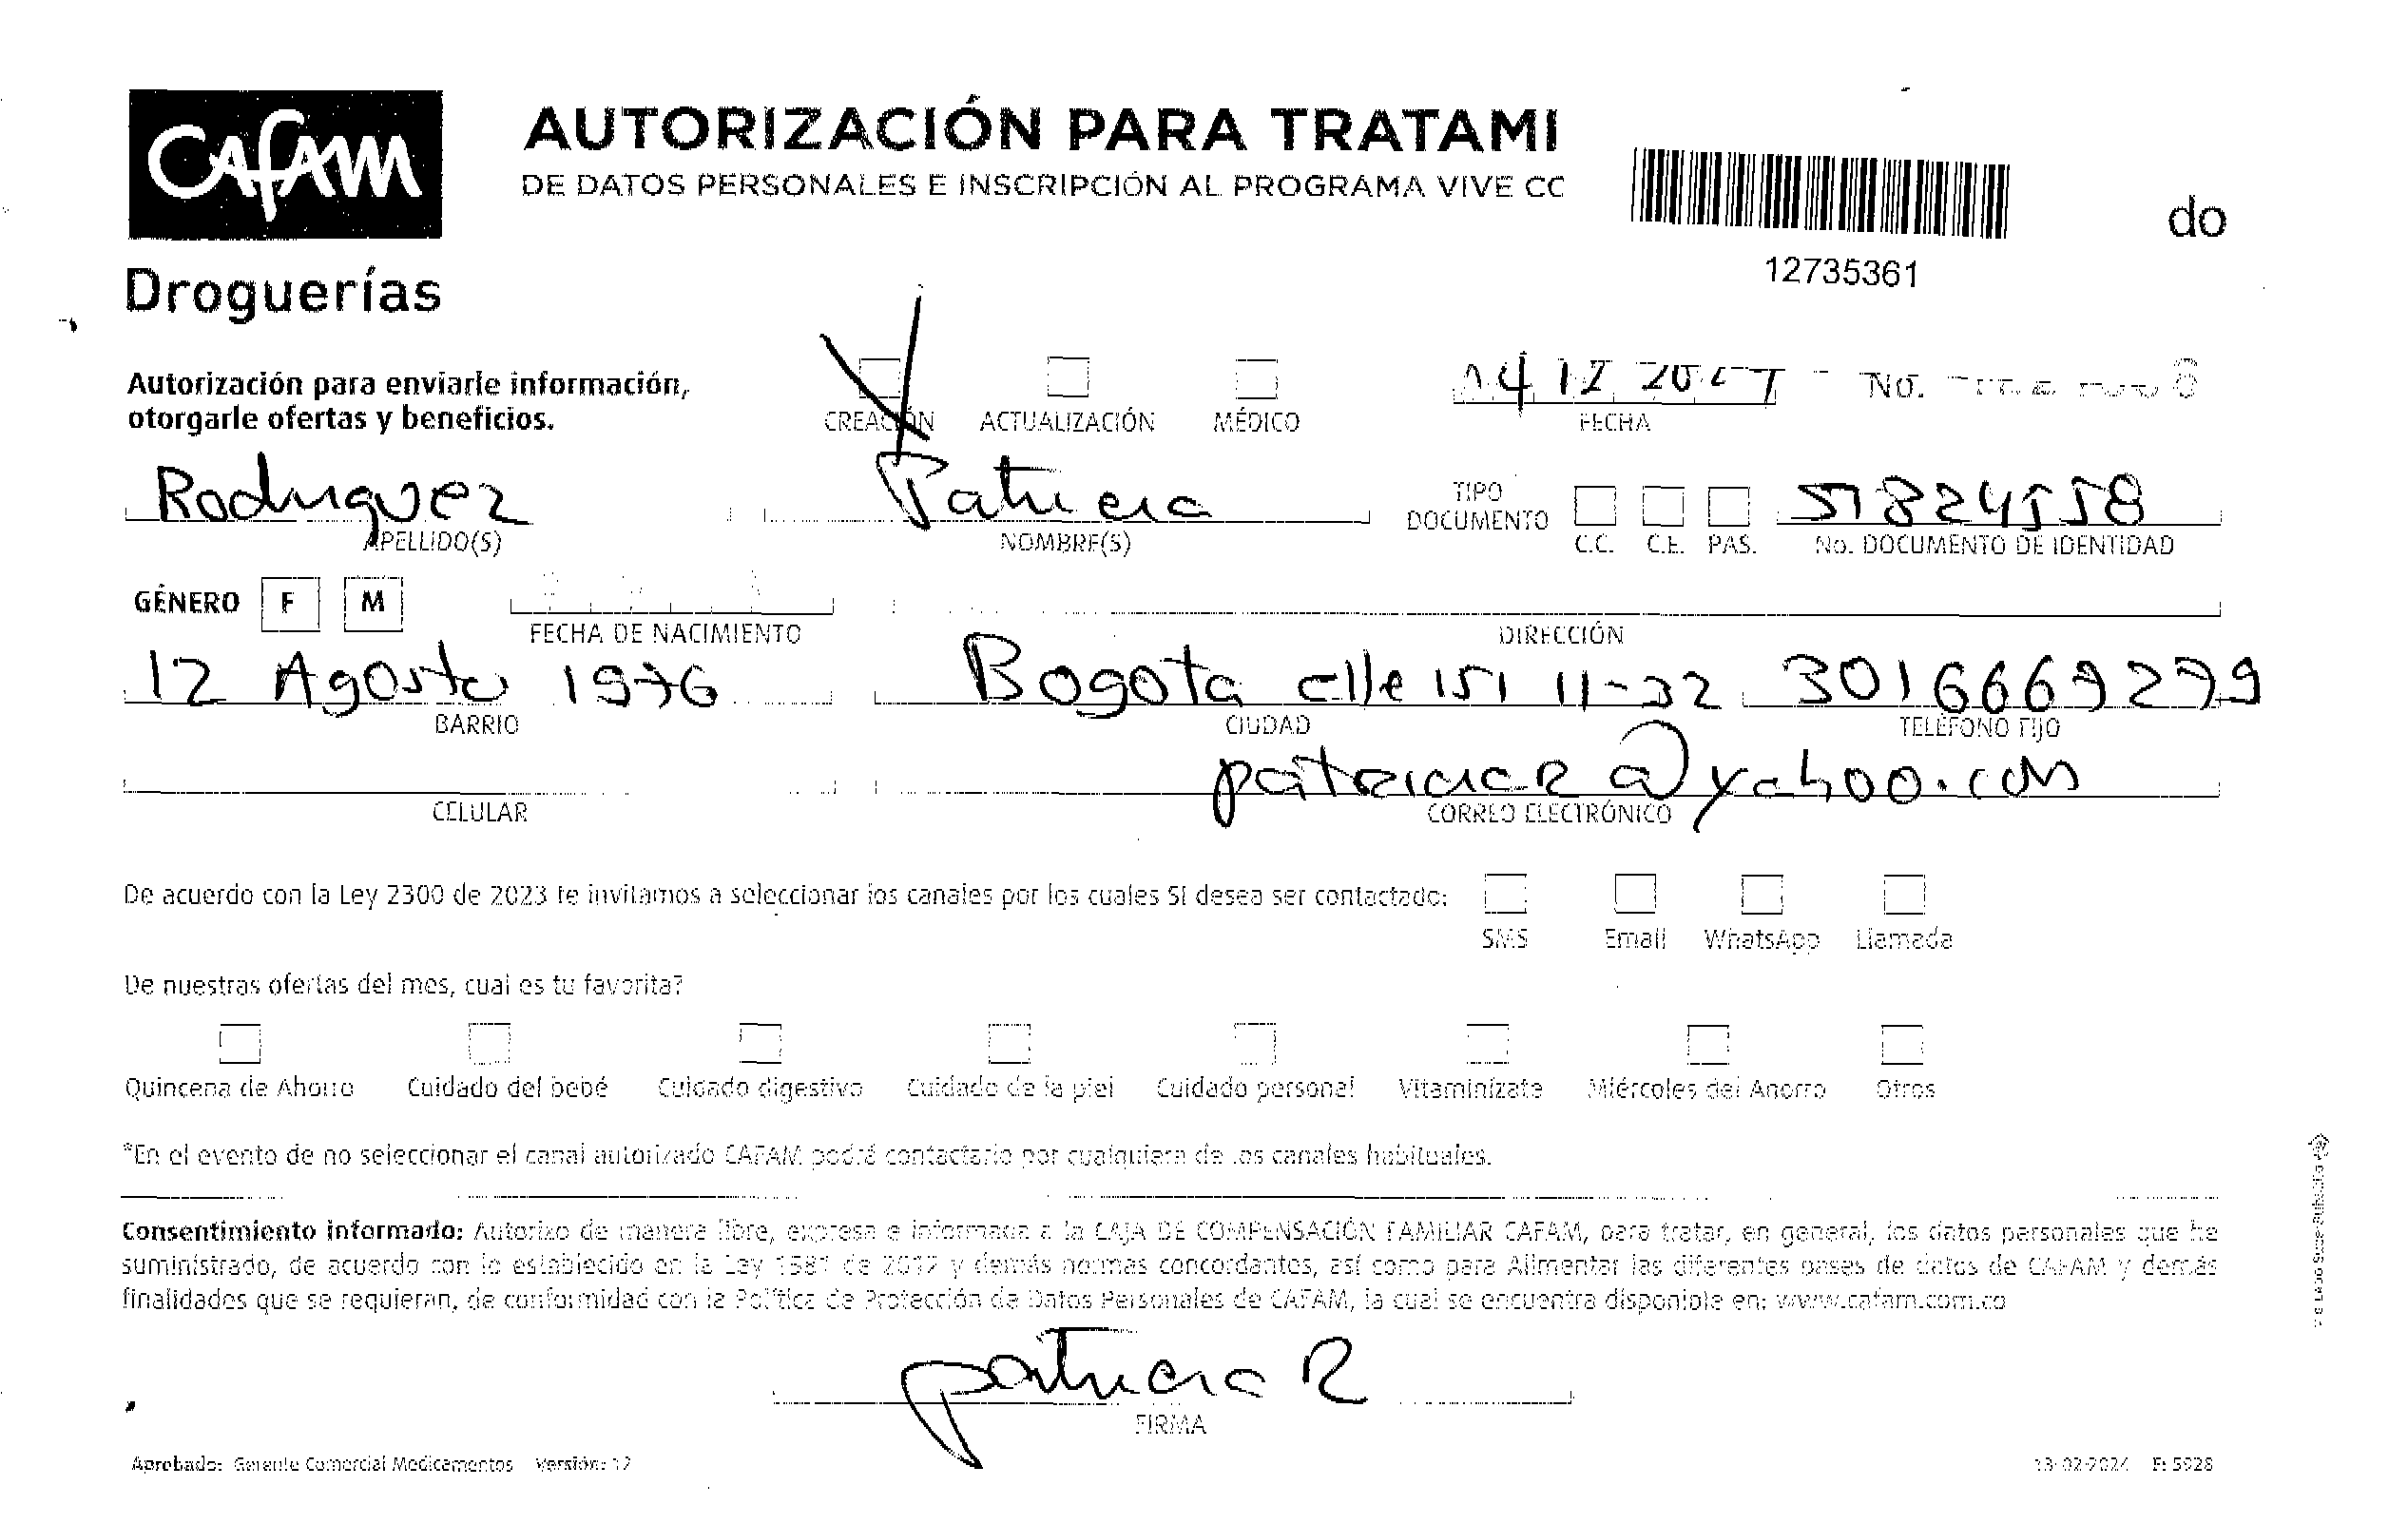 CAfAM
Droguerías
AUTORIZACIÓN PARA TRATAMI
DE DATOS PERSONALES E INSCRIPCIÓN AL PROGRAMA VIVE CC
do
12735361
Autorización para enviarle información,
otorgarle ofertas y beneficios.
CREACIÓN ACTUALIZACIÓN MÉDICO
FECHA
No.
Rodriguez Patricia
APELLIDO(S) NOMBRE(S)
TIPO
DOCUMENTO
C.C. C.E. PAS.
51824558
No. DOCUMENTO DE IDENTIDAD
GÉNERO F M
FECHA DE NACIMIENTO DIRECCIÓN
12 Agosto 1976 Bogota clle 151 11-32 3016669279
BARRIO CIUDAD TELÉFONO FIJO
patriciaR@yahoo.com
CELULAR CORREO ELECTRÓNICO
De acuerdo con la Ley 2300 de 2023 te invitamos a seleccionar los canales por los cuales SI desea ser contactado:
SMS Email WhatsApp Llamada
De nuestras ofertas del mes, cual es tu favorita?
Quincena de Ahorro Cuidado del bebé Cuidado digestivo Cuidado de la piel Cuidado personal Vitaminízate Miércoles del Ahorro Otros
*En el evento de no seleccionar el canal autorizado CAFAM podrá contactarlo por cualquiera de los canales habituales.
Consentimiento informado: Autorizo de manera libre, expresa e informada a la CAJA DE COMPENSACIÓN FAMILIAR CAFAM, para tratar, en general, los datos personales que he
suministrado, de acuerdo con lo establecido en la Ley 1581 de 2012 y demás normas concordantes, así como para Alimentar las diferentes bases de datos de CAFAM y demás
finalidades que se requieran, de conformidad con la Política de Protección de Datos Personales de CAFAM, la cual se encuentra disponible en: www.cafam.com.co
patricia R
FIRMA
Aprobado: Gerente Comercial Medicamentos Versión: 12
13-02-2024 F: 5928